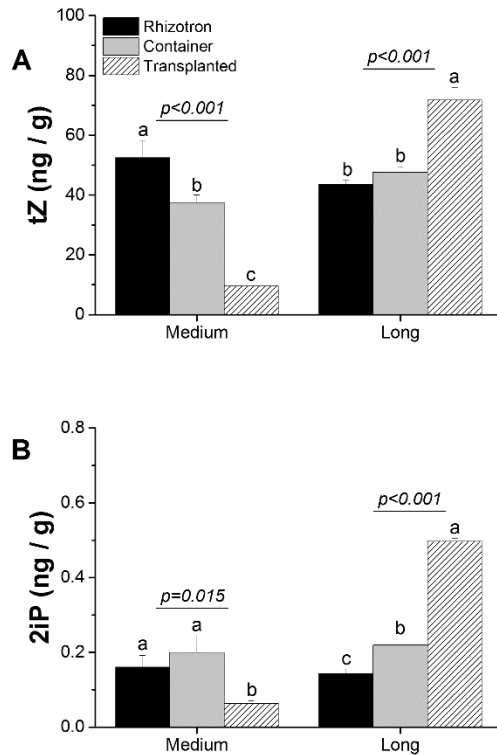 A
Rhizotron
Container
Transplanted
100
80
60
40
20
0
tZ (ng / g)
p<0.001
a
b
c
p<0.001
b
b
a
Medium
Long
B
0.8
0.6
0.4
0.2
0.0
2iP (ng / g)
p=0.015
a
a
b
p<0.001
c
b
a
Medium
Long